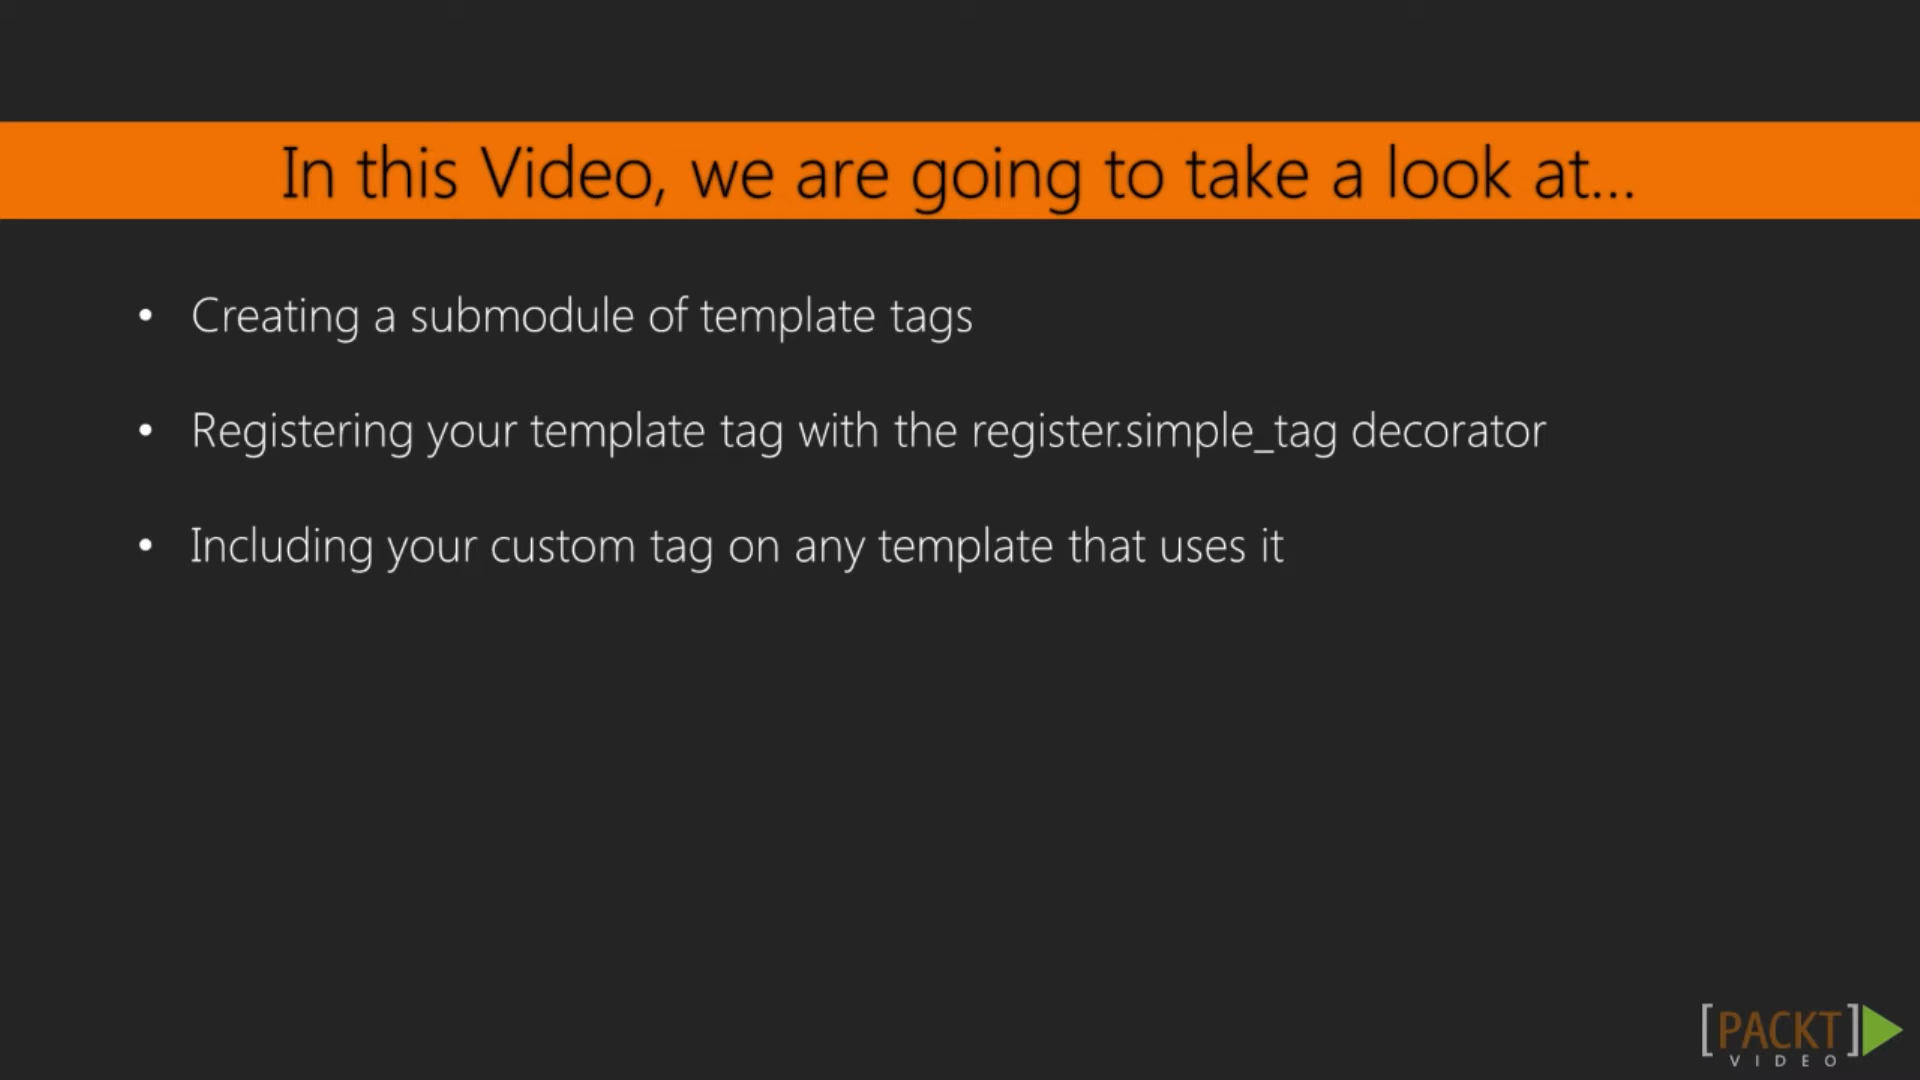 In this Video, we are going to take a look at...
• Creating a submodule of template tags
• Registering your template tag with the register.simple_tag decorator
• Including your custom tag on any template that uses it
[PACKT]
VIDEO